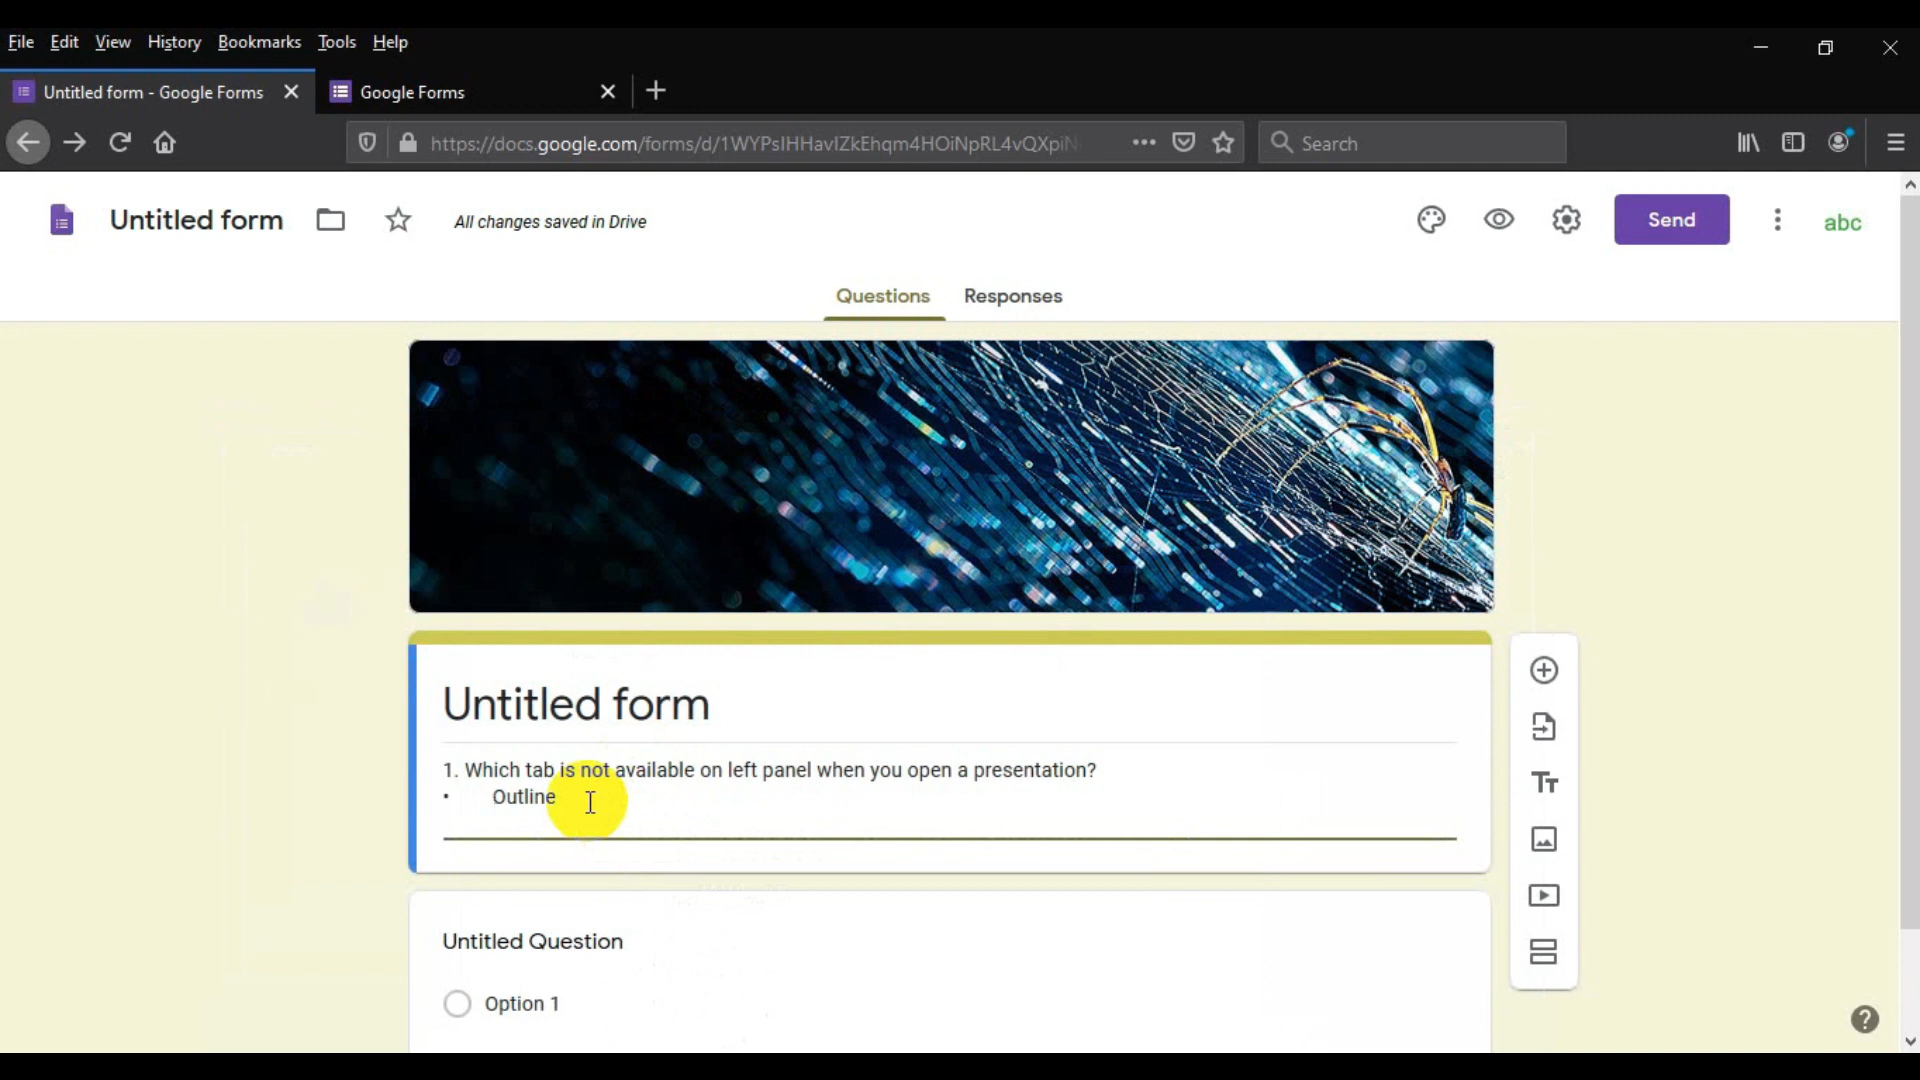 File Edit View History Bookmarks Tools Help
Untitled form - Google Forms
Google Forms
https://docs.google.com/forms/d/1WYPsIHHavIZkEhqm4HOiNpRL4vQXpiN
Search
Untitled form
All changes saved in Drive
Send
abc
Questions
Responses
Untitled form
1. Which tab is not available on left panel when you open a presentation?
• Outline
Untitled Question
Option 1